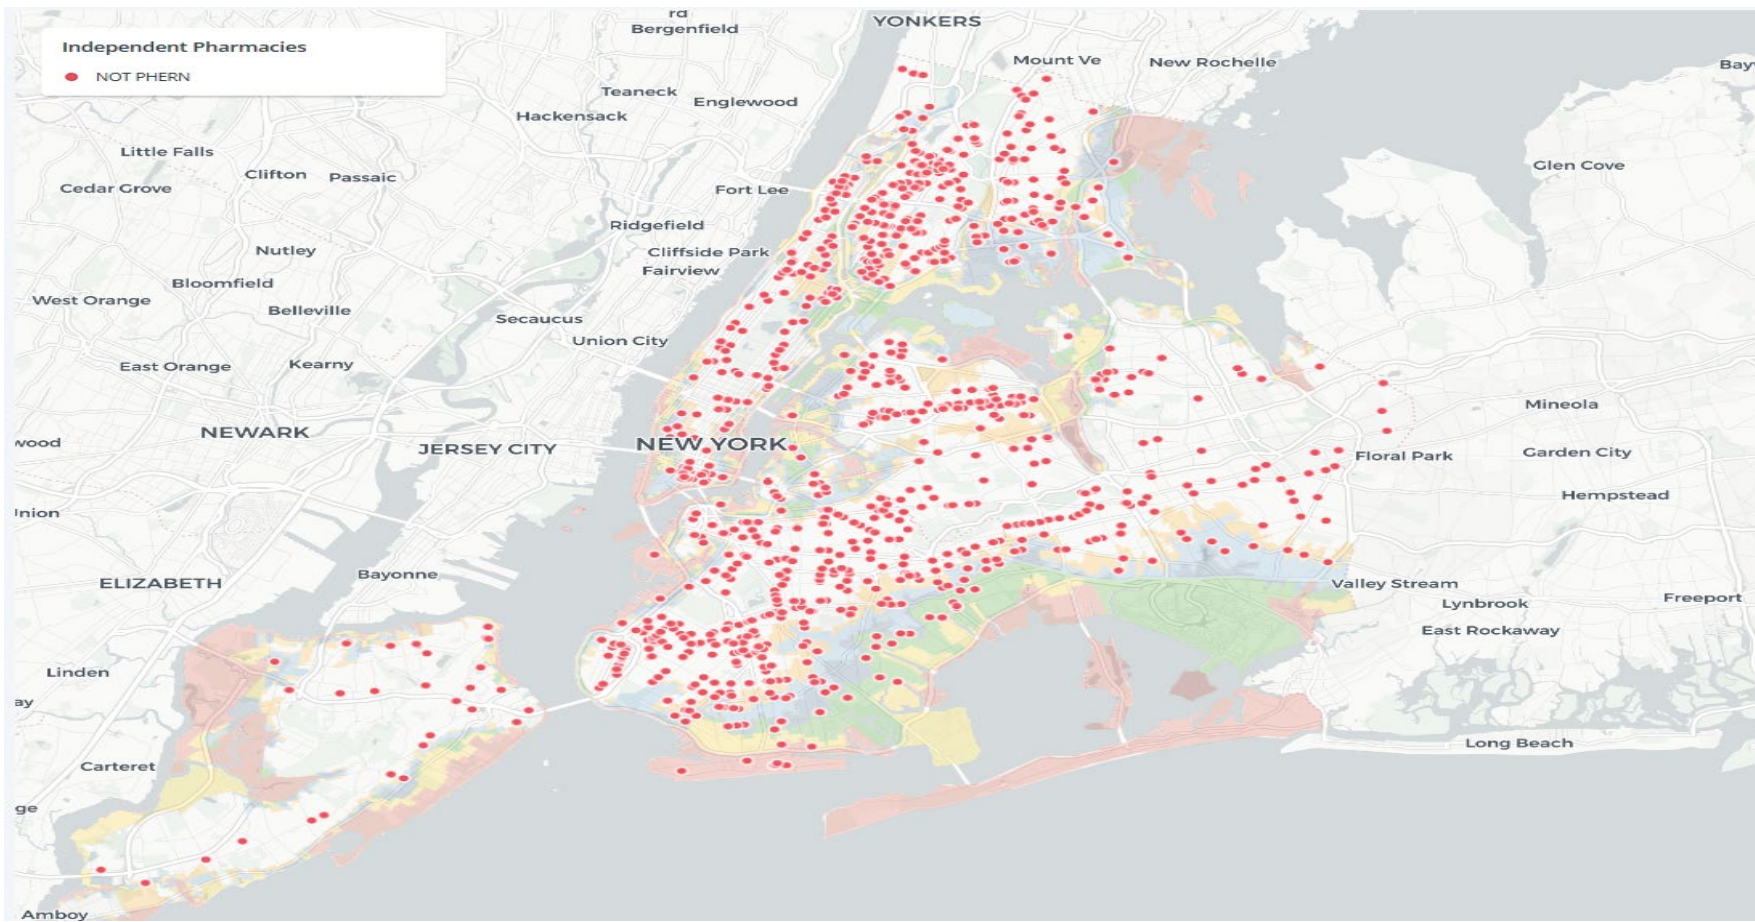 rd
Bergenfield
YONKERS
Independent Pharmacies
NOT PHERN
Mount Ve
New Rochelle
Bay
Teaneck
Englewood
Hackensack
Little Falls
Clifton
Passaic
Cedar Grove
Fort Lee
Glen Cove
Ridgefield
Nutley
Cliffside Park
Fairview
Bloomfield
West Orange
Belleville
Secaucus
Union City
East Orange
Kearny
Mineola
NEWARK
JERSEY CITY
NEW YORK
wood
Floral Park
Garden City
Hempstead
Union
ELIZABETH
Bayonne
Valley Stream
Lynbrook
Freeport
East Rockaway
Linden
ay
Long Beach
Carteret
ge
Amboy